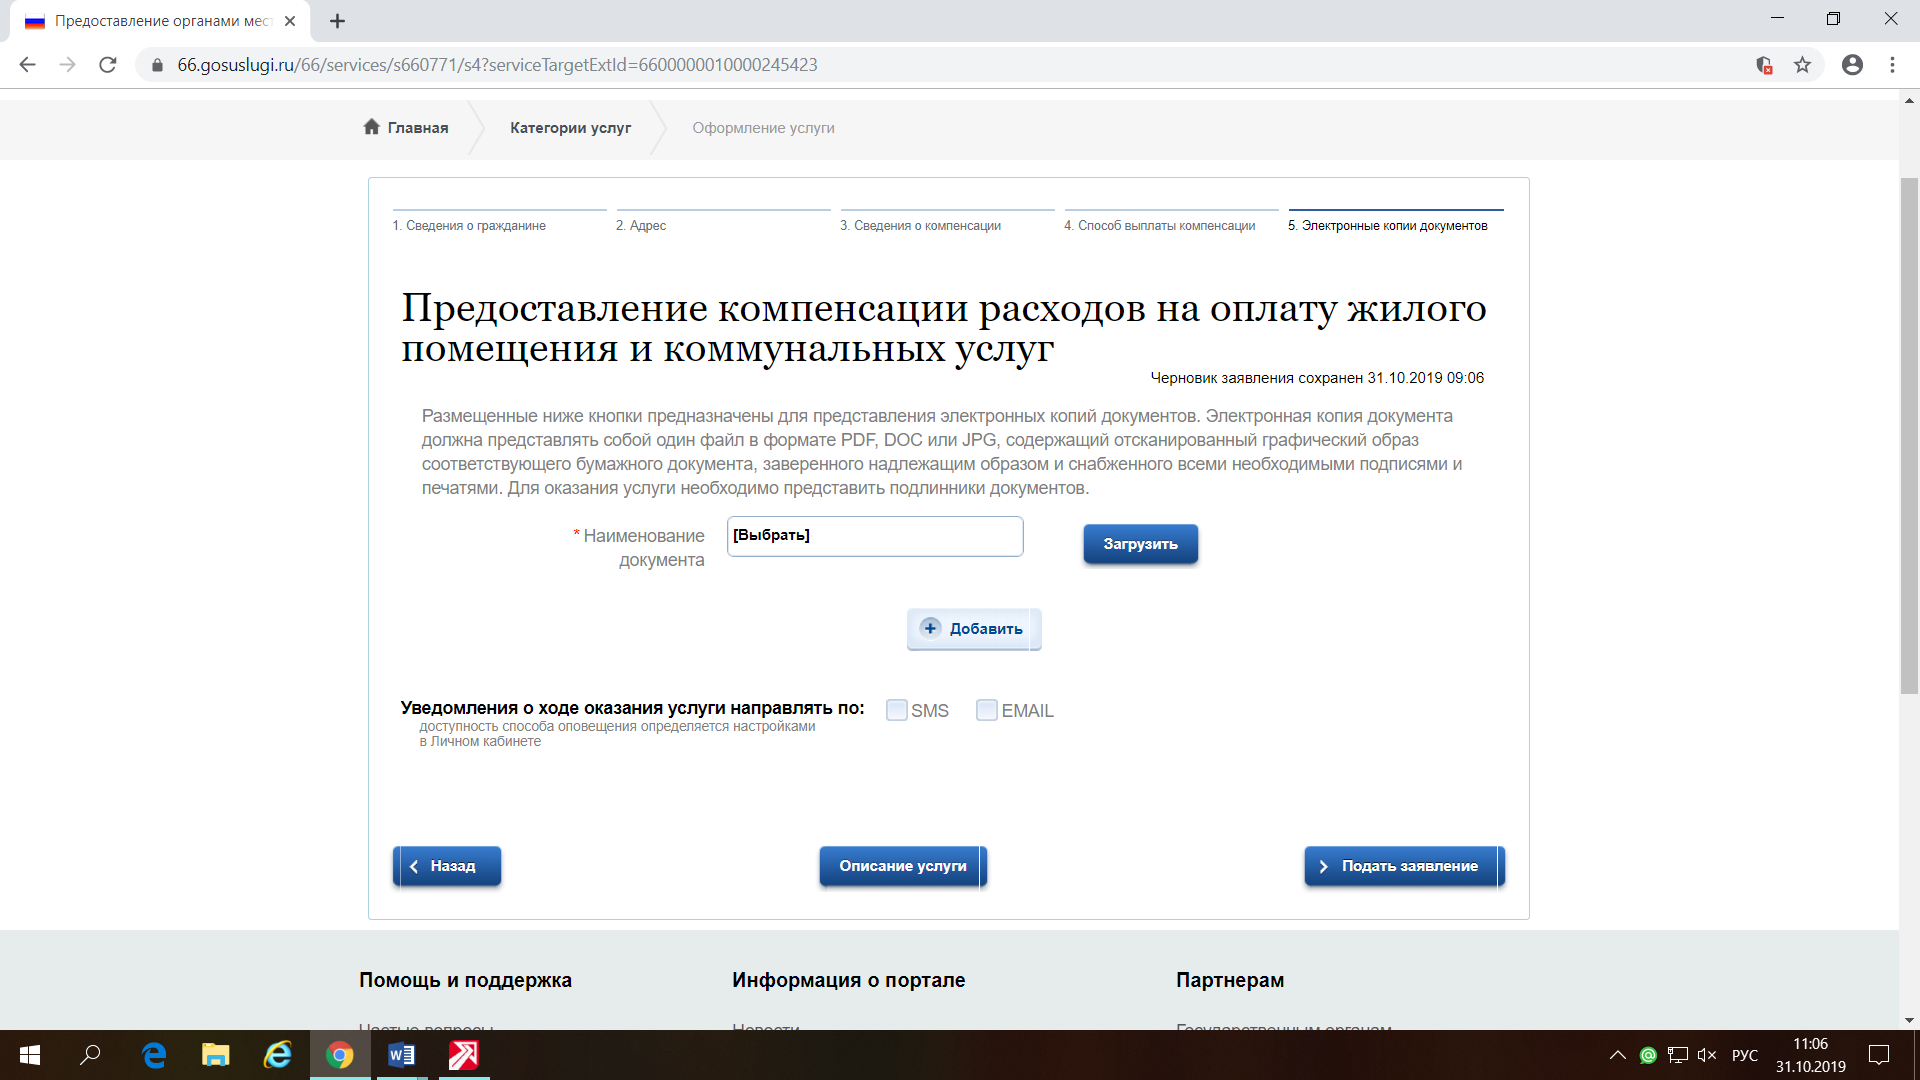 Предоставление органами мест
66.gosuslugi.ru/66/services/s660771/s4?serviceTargetExtId=6600000010000245423
Главная
Категории услуг
Оформление услуги
1. Сведения о гражданине
2. Адрес
3. Сведения о компенсации
4. Способ выплаты компенсации
5. Электронные копии документов
Предоставление компенсации расходов на оплату жилого
помещения и коммунальных услуг
Черновик заявления сохранен 31.10.2019 09:06
Размещенные ниже кнопки предназначены для представления электронных копий документов. Электронная копия документа
должна представлять собой один файл в формате PDF, DOC или JPG, содержащий отсканированный графический образ
соответствующего бумажного документа, заверенного надлежащим образом и снабженного всеми необходимыми подписями и
печатями. Для оказания услуги необходимо представить подлинники документов.
* Наименование
документа
[Выбрать]
Загрузить
Добавить
Уведомления о ходе оказания услуги направлять по:
SMS
EMAIL
доступность способа оповещения определяется настройками
в Личном кабинете
Назад
Описание услуги
Подать заявление
Помощь и поддержка
Информация о портале
Партнерам
Частые вопросы
Новости
Государственным органам
РУС
11:06
31.10.2019